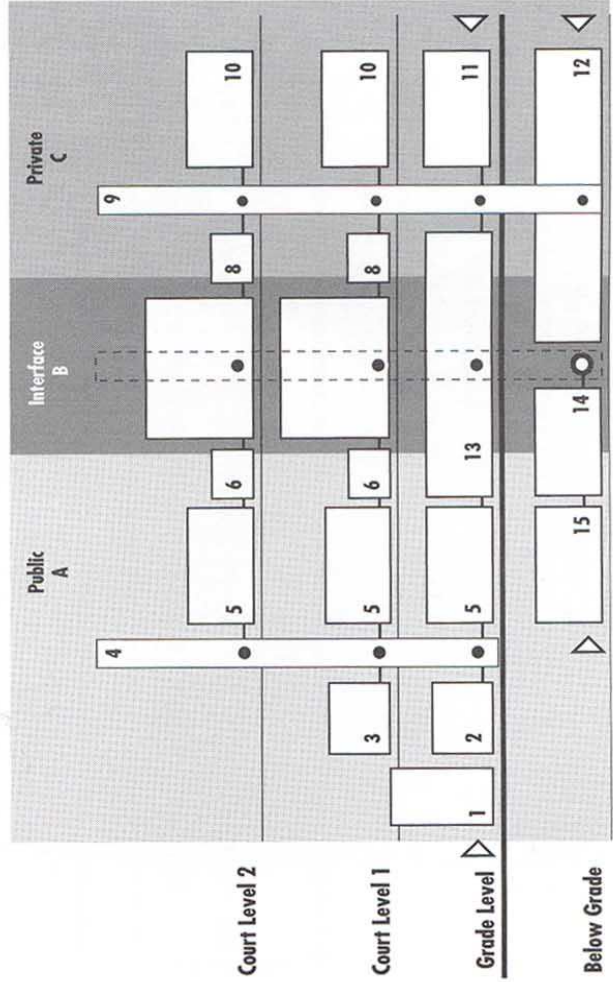 Public
A
Interface
B
Private
C
4
9
Court Level 2
5
6
8
10
Court Level 1
3
5
6
8
10
Grade Level
1
2
5
13
11
Below Grade
15
14
12